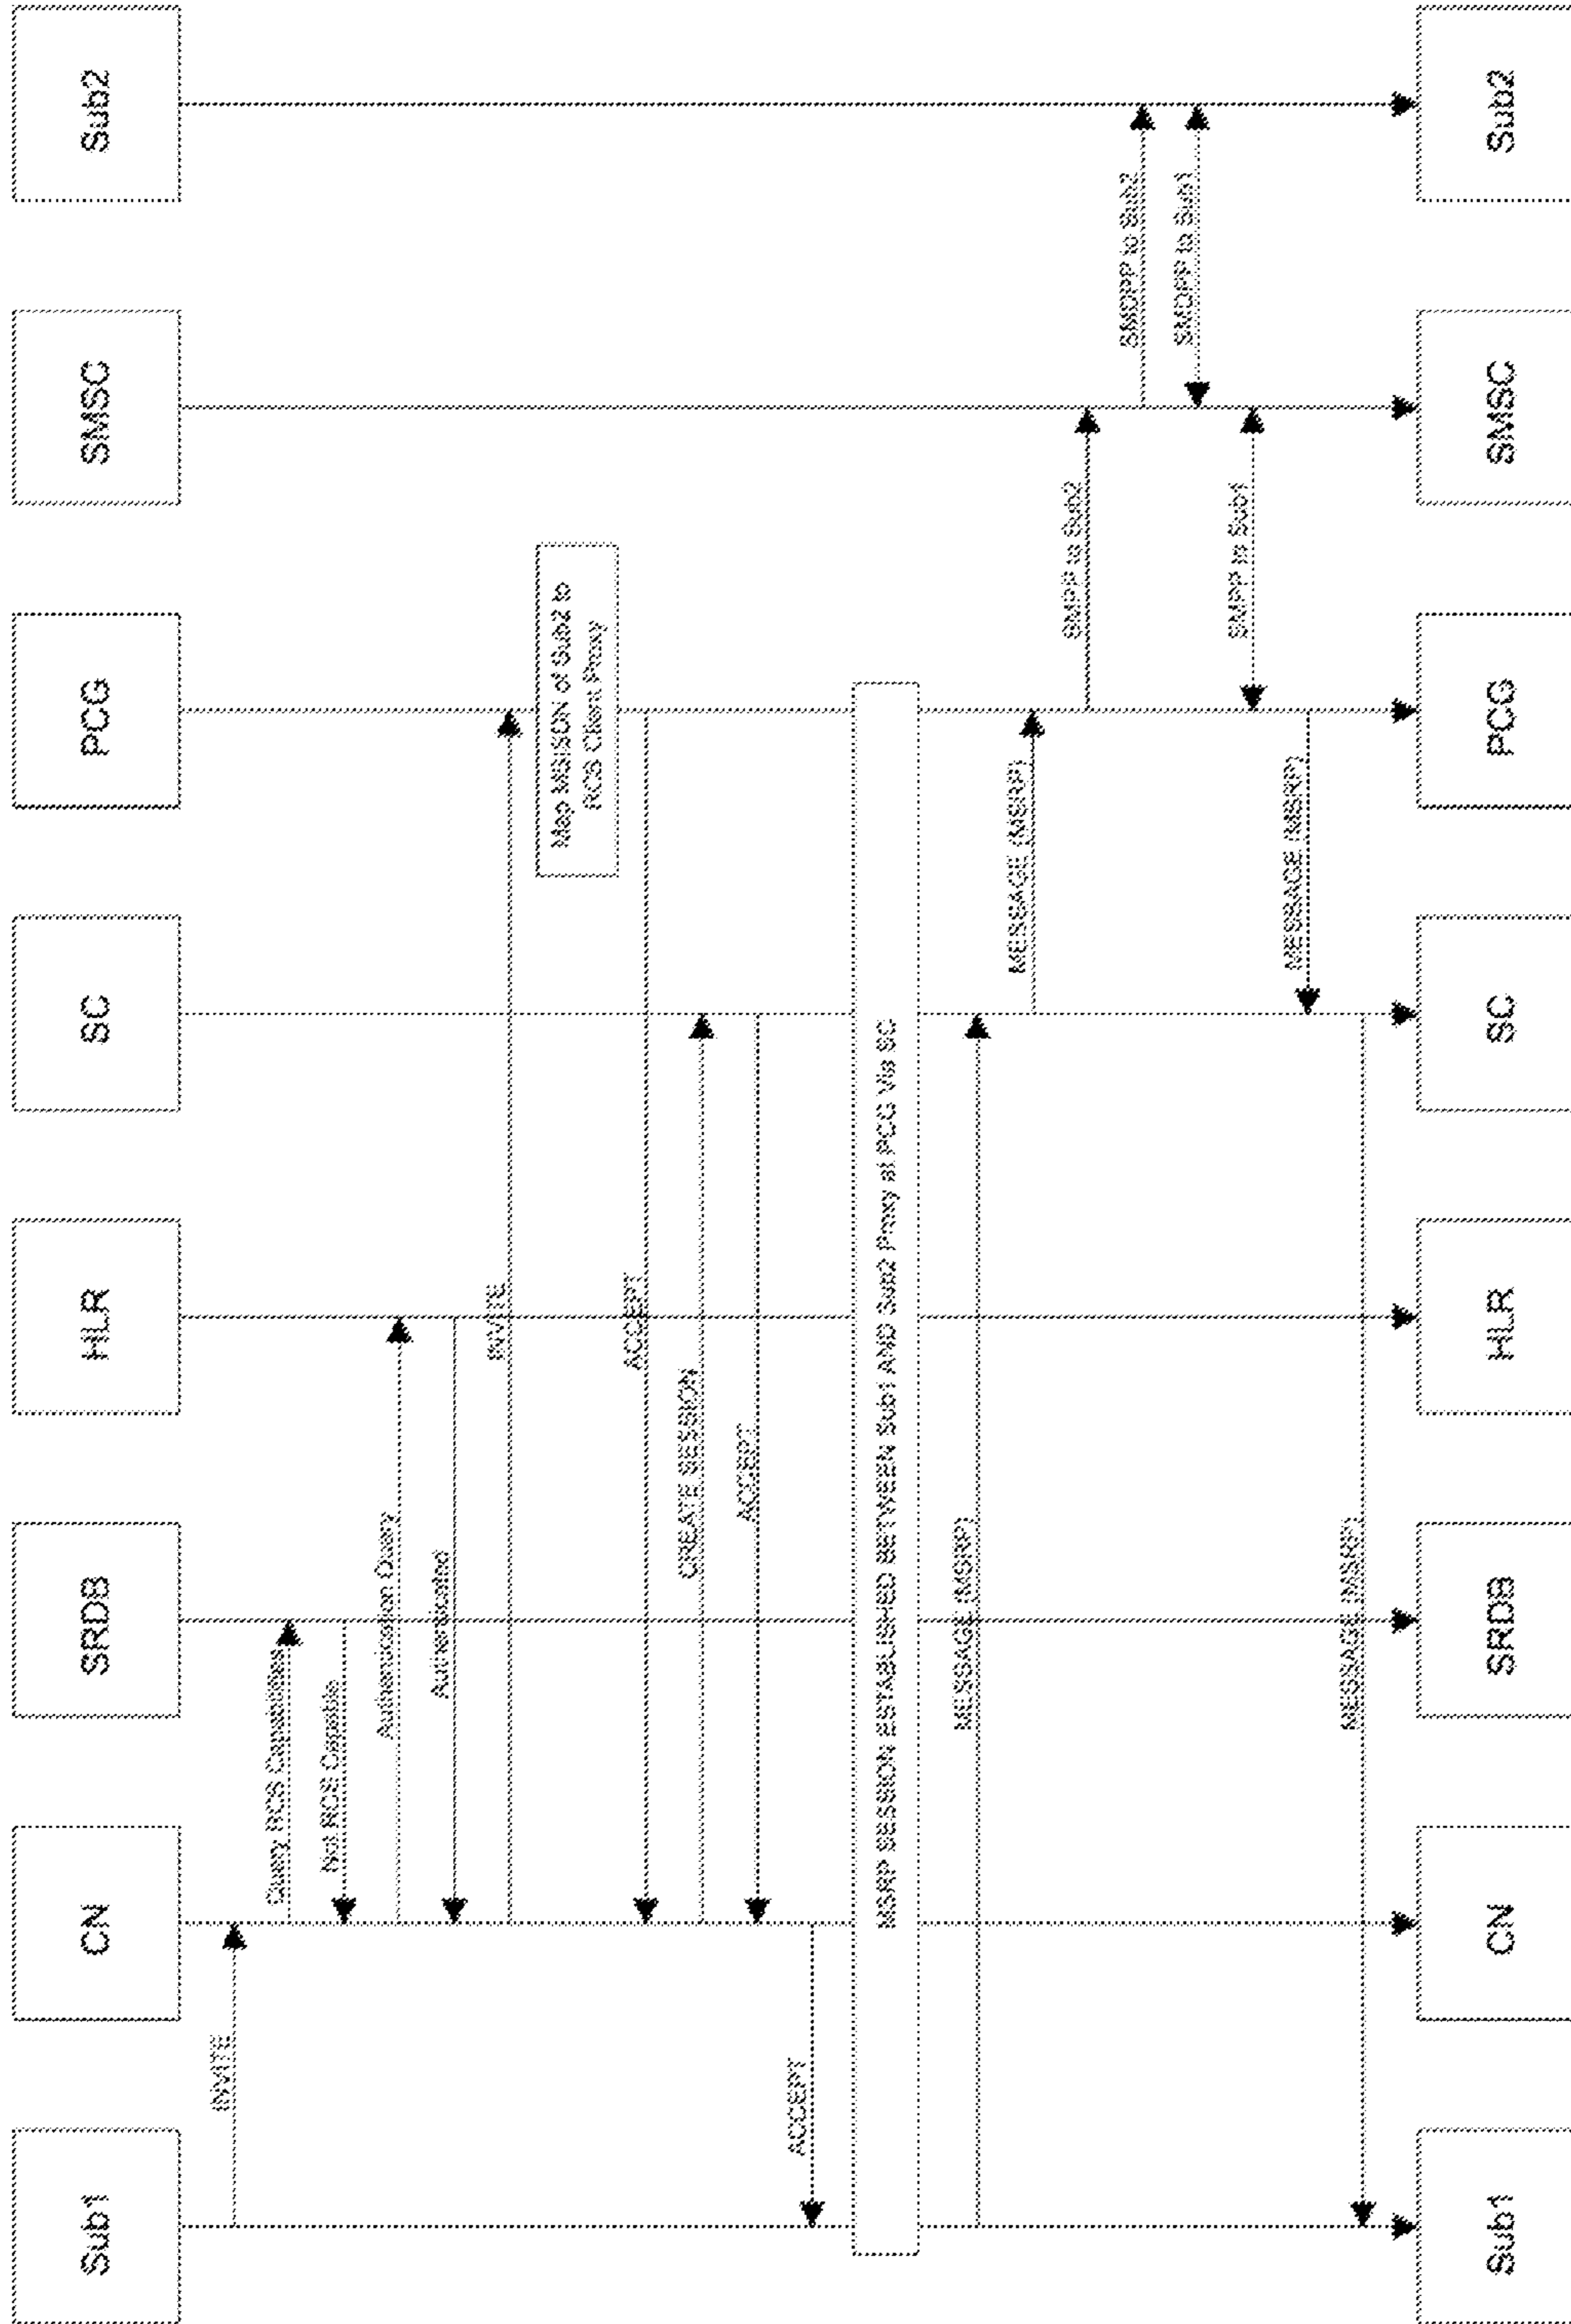 Sub1
CN
SRDB
HLR
SC
PCG
SMSC
Sub2
INVITE
Query RCS Capabilities
Not RCS Capable
Authentication Query
Authenticated
INVITE
Map MSISDN of Sub2 to
RCS Client Proxy
ACCEPT
CREATE SESSION
ACCEPT
ACCEPT
MSRP SESSION ESTABLISHED BETWEEN Sub1 AND Sub2 Proxy at PCG Via SC
MESSAGE (MSRP)
MESSAGE (MSRP)
SMPP to Sub2
SMDPP to Sub2
SMDPP to Sub1
SMPP to Sub1
MESSAGE (MSRP)
MESSAGE (MSRP)
Sub1
CN
SRDB
HLR
SC
PCG
SMSC
Sub2